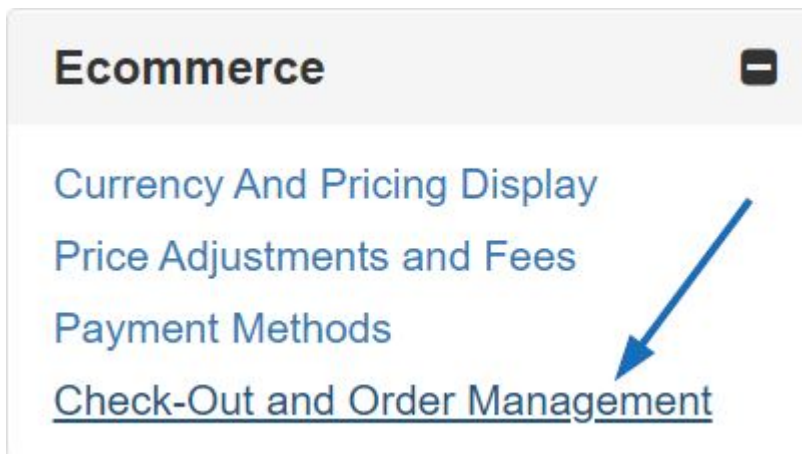 Ecommerce
Currency And Pricing Display
Price Adjustments and Fees
Payment Methods
Check-Out and Order Management